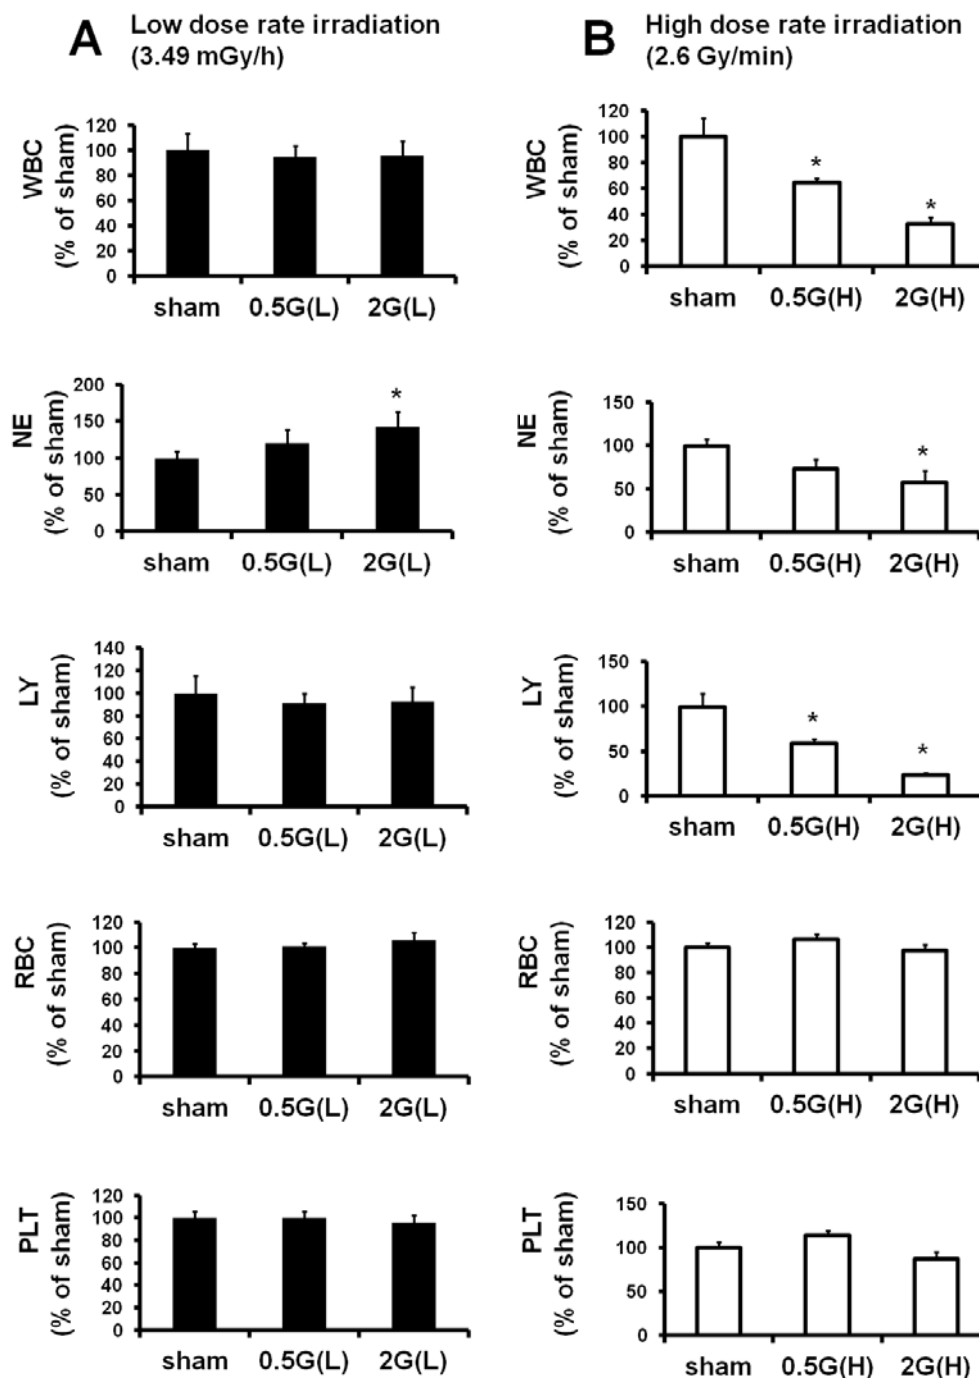 A Low dose rate irradiation
(3.49 mGy/h)
B High dose rate irradiation
(2.6 Gy/min)
WBC
(% of sham)
120
100
80
60
40
20
0
sham 0.5G(L) 2G(L)
WBC
(% of sham)
120
100
80
60
40
20
0
* *
sham 0.5G(H) 2G(H)
NE
(% of sham)
200
150
100
50
0
*
sham 0.5G(L) 2G(L)
NE
(% of sham)
150
100
50
0
*
sham 0.5G(H) 2G(H)
LY
(% of sham)
140
120
100
80
60
40
20
0
sham 0.5G(L) 2G(L)
LY
(% of sham)
150
100
50
0
* *
sham 0.5G(H) 2G(H)
RBC
(% of sham)
120
100
80
60
40
20
0
sham 0.5G(L) 2G(L)
RBC
(% of sham)
120
100
80
60
40
20
0
sham 0.5G(H) 2G(H)
PLT
(% of sham)
120
100
80
60
40
20
0
sham 0.5G(L) 2G(L)
PLT
(% of sham)
150
100
50
0
sham 0.5G(H) 2G(H)